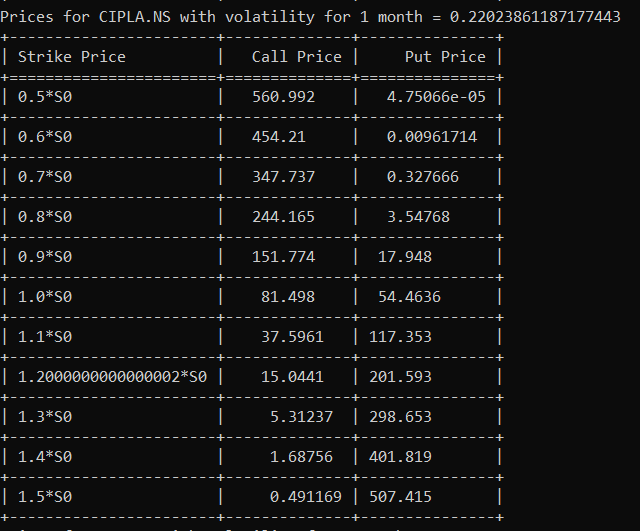 Prices for CIPLA.NS with volatility for 1 month = 0.22023861187177443
+-----------------------+-------------+--------------+
| Strike Price          |  Call Price |    Put Price |
+=======================+=============+==============+
| 0.5*S0                |  560.992    |  4.75066e-05 |
+-----------------------+-------------+--------------+
| 0.6*S0                |  454.21     |  0.00961714  |
+-----------------------+-------------+--------------+
| 0.7*S0                |  347.737    |  0.327666    |
+-----------------------+-------------+--------------+
| 0.8*S0                |  244.165    |  3.54768     |
+-----------------------+-------------+--------------+
| 0.9*S0                |  151.774    | 17.948       |
+-----------------------+-------------+--------------+
| 1.0*S0                |   81.498    | 54.4636      |
+-----------------------+-------------+--------------+
| 1.1*S0                |   37.5961   | 117.353      |
+-----------------------+-------------+--------------+
| 1.2000000000000002*S0 |   15.0441   | 201.593      |
+-----------------------+-------------+--------------+
| 1.3*S0                |    5.31237  | 298.653      |
+-----------------------+-------------+--------------+
| 1.4*S0                |    1.68756  | 401.819      |
+-----------------------+-------------+--------------+
| 1.5*S0                |    0.491169 | 507.415      |
+-----------------------+-------------+--------------+